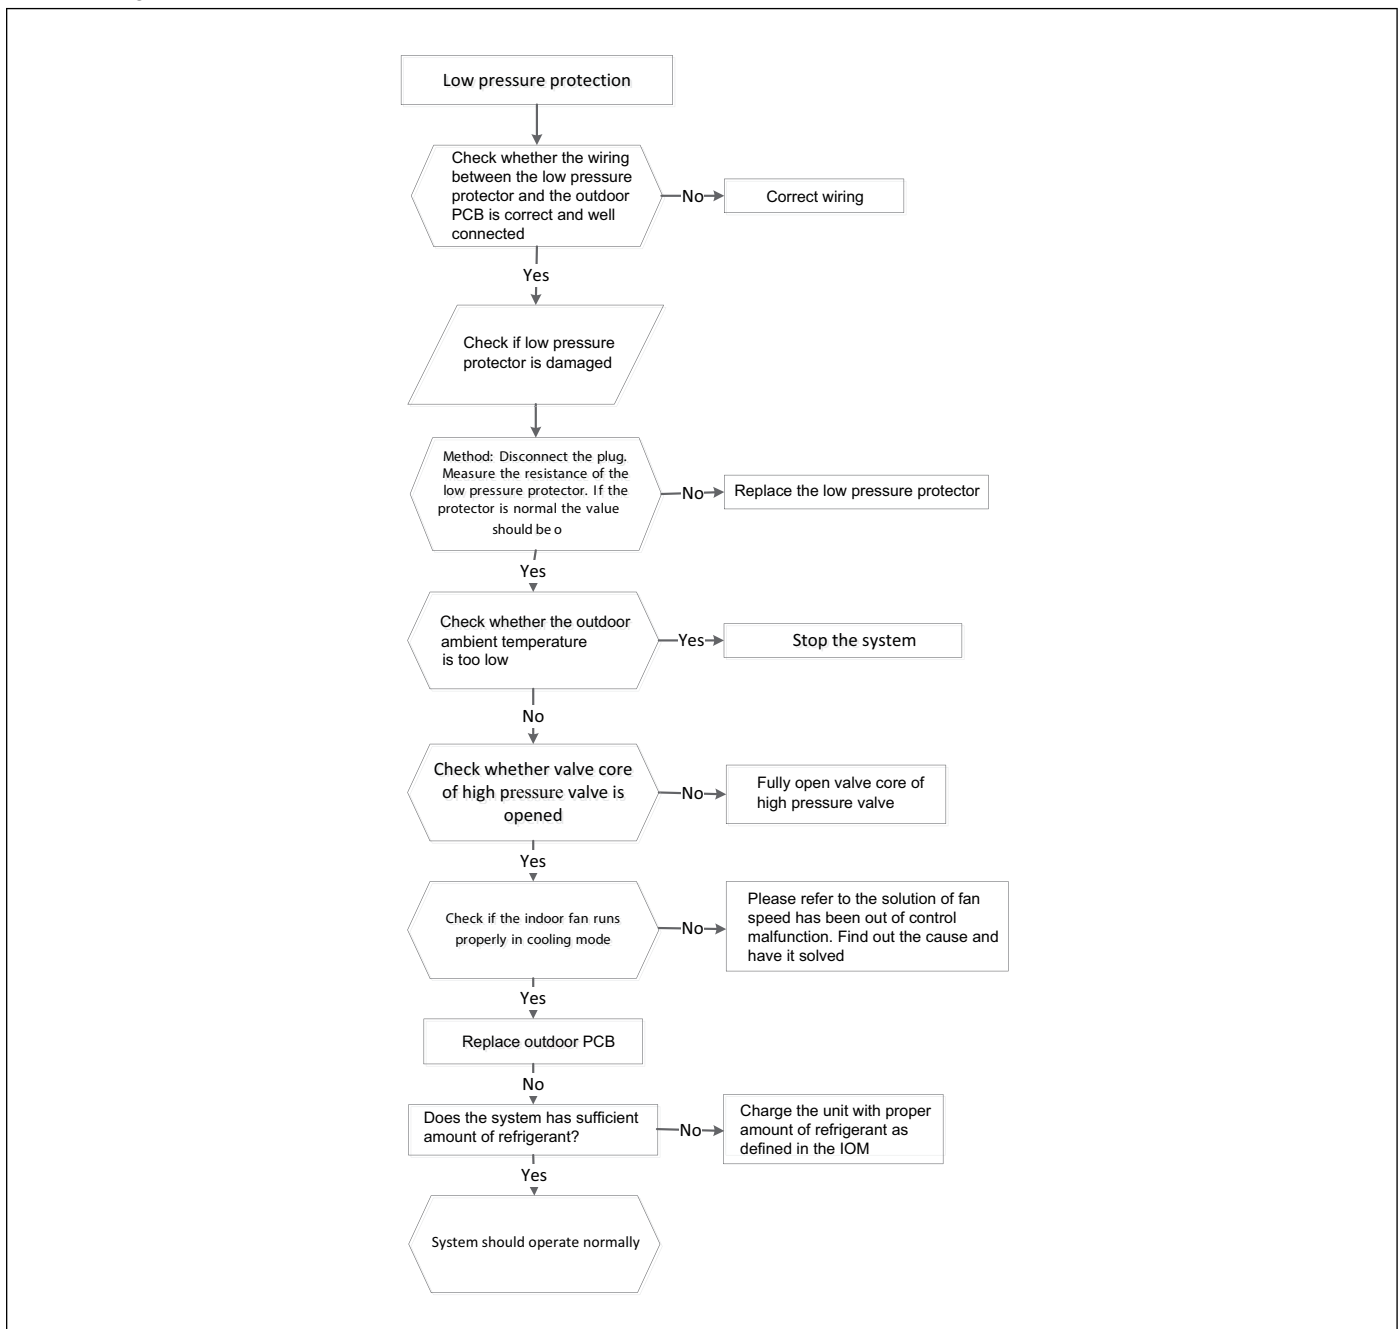 Low pressure protection
Check whether the wiring
between the low pressure
protector and the outdoor
PCB is correct and well
connected
No
Correct wiring
Yes
Check if low pressure
protector is damaged
Method: Disconnect the plug.
Measure the resistance of the
low pressure protector. If the
protector is normal the value
should be o
No
Replace the low pressure protector
Yes
Check whether the outdoor
ambient temperature
is too low
Yes
Stop the system
No
Check whether valve core
of high pressure valve is
opened
No
Fully open valve core of
high pressure valve
Yes
Check if the indoor fan runs
properly in cooling mode
No
Please refer to the solution of fan
speed has been out of control
malfunction. Find out the cause and
have it solved
Yes
Replace outdoor PCB
No
Does the system has sufficient
amount of refrigerant?
No
Charge the unit with proper
amount of refrigerant as
defined in the IOM
Yes
System should operate normally